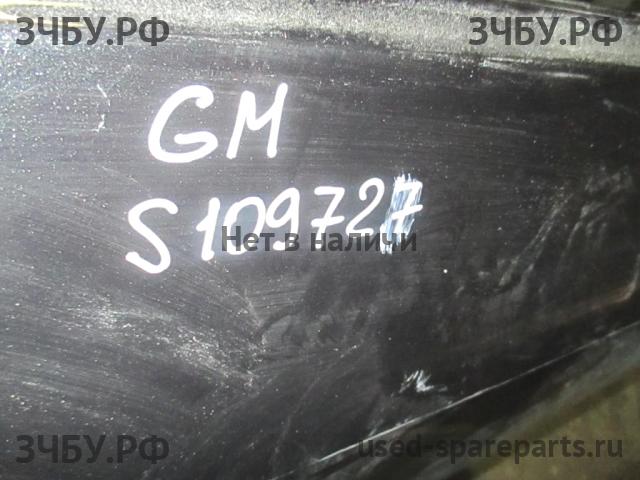 ЗЧБУ.РФ ЗЧБУ.РФ
GM
S109727
Нет в наличи
ЗЧБУ.РФ used-spareparts.ru